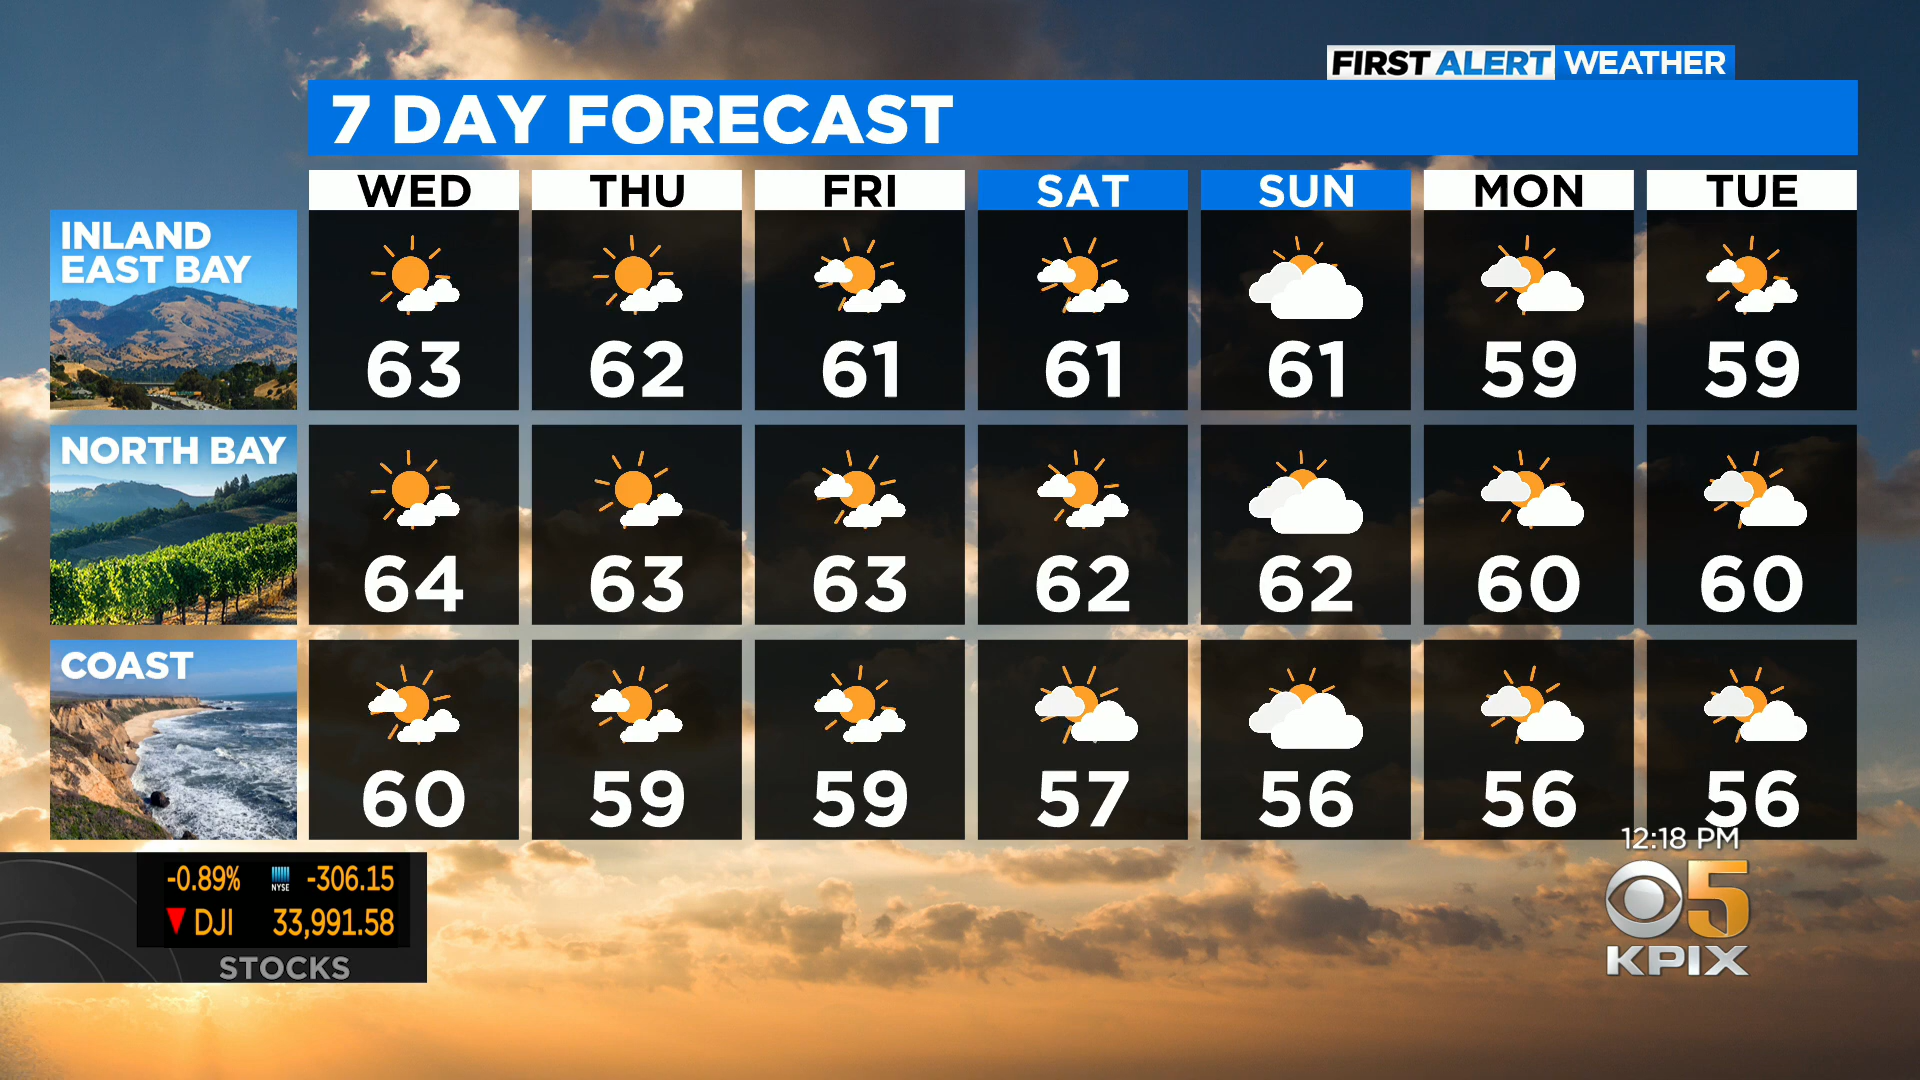 FIRST ALERT WEATHER
7 DAY FORECAST
WED THU FRI SAT SUN MON TUE
INLAND
EAST BAY
63 62 61 61 61 59 59
NORTH BAY
64 63 63 62 62 60 60
COAST
60 59 59 57 56 56 56
12:18 PM
-0.89% NYSE -306.15
DJI 33,991.58
STOCKS
5
KPIX